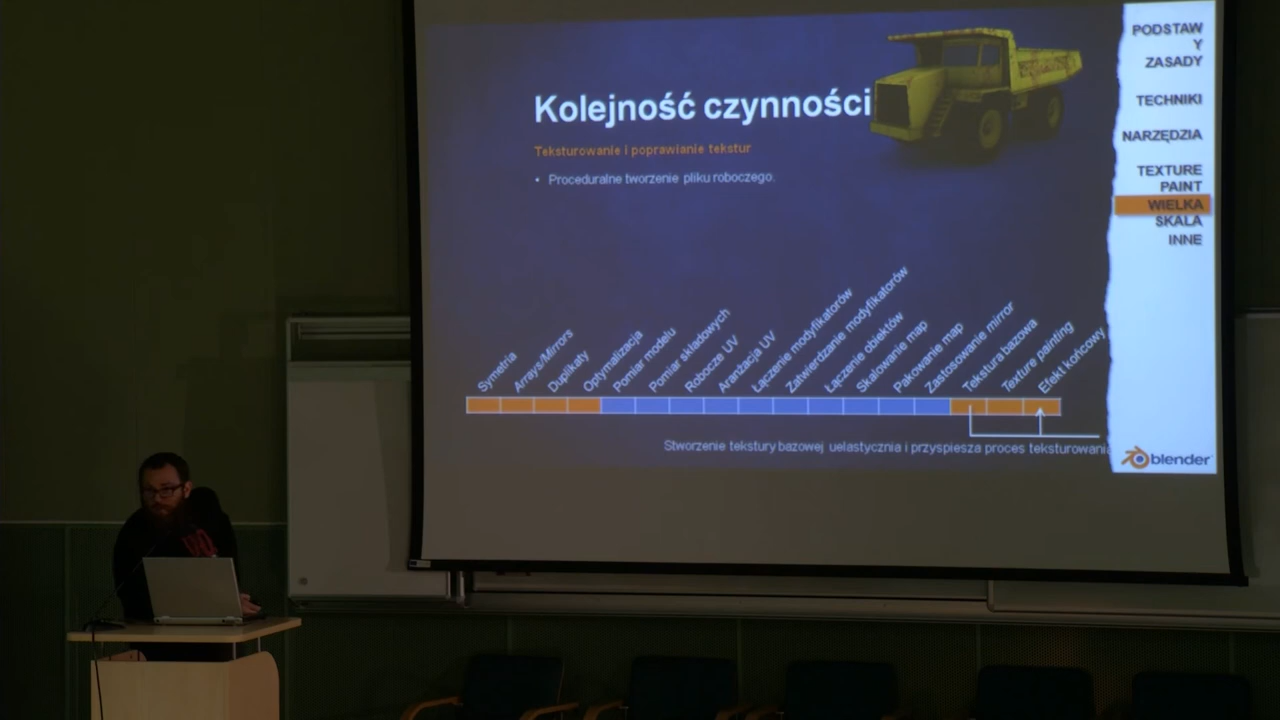 Kolejność czynności
Teksturowanie i poprawianie tekstur
• Proceduralne tworzenie pliku roboczego.
Symetria
Arrays/Mirrors
Duplikaty
Optymalizacja
Pomiar modelu
Pomiar składowych
Robocze UV
Aranżacja UV
Łączenie modyfikatorów
Zatwierdzanie modyfikatorów
Łączenie obiektów
Skalowanie map
Pakowanie map
Zastosowanie mirror
Tekstura bazowa
Texture painting
Efekt końcowy
Stworzenie tekstury bazowej uelastycznia i przyspiesza proces teksturowania
PODSTAW
Y
ZASADY
TECHNIKI
NARZĘDZIA
TEXTURE
PAINT
WIELKA
SKALA
INNE
blender